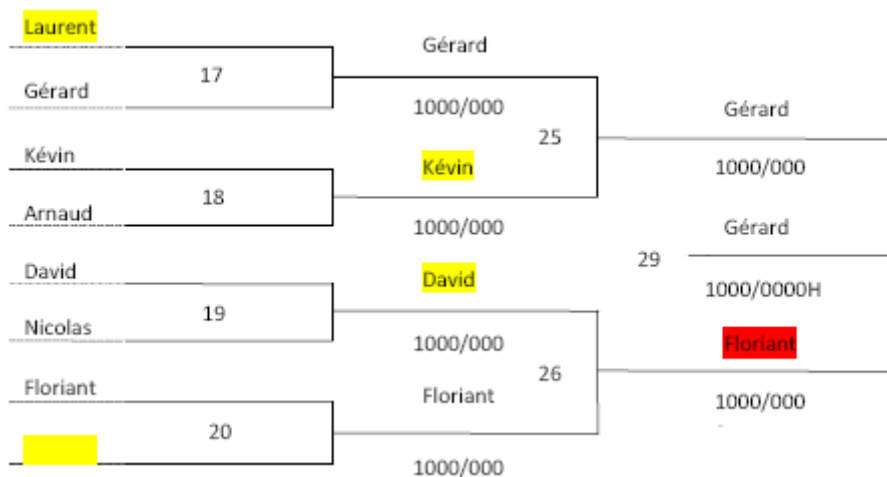 Laurent
17
Gérard
Gérard
1000/000
25
Gérard
1000/000
Kévin
18
Arnaud
Kévin
1000/000
Gérard
29
1000/0000H
David
19
Nicolas
David
1000/000
26
Floriant
1000/000
Floriant
20
Floriant
1000/000